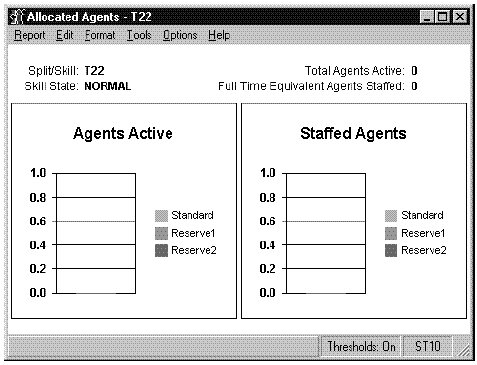 Allocated Agents - T22
Report Edit Format Tools Options Help
Split/Skill: T22 Total Agents Active: 0
Skill State: NORMAL Full Time Equivalent Agents Staffed: 0
Agents Active Staffed Agents
1.0 1.0
0.8 0.8
Standard Standard
0.6 0.6
Reserve1 Reserve1
0.4 0.4
Reserve2 Reserve2
0.2 0.2
0.0 0.0
Thresholds: On ST10